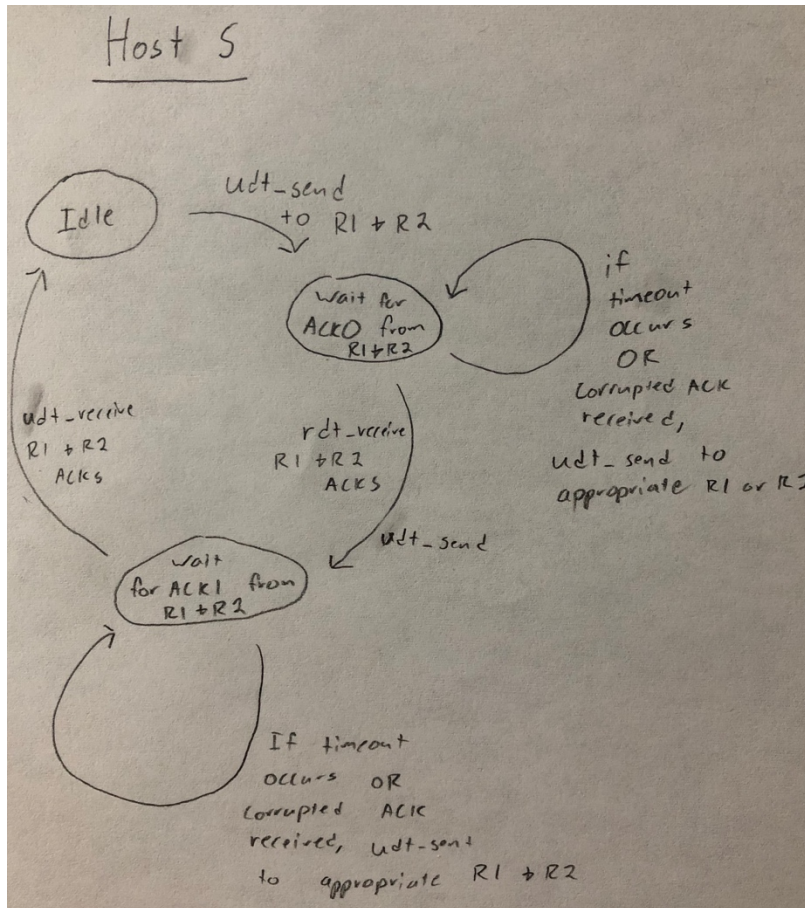 Host S
Idle
udt_send
to R1 + R2
wait for
ACK0 from
R1+R2
if
timeout
occurs
OR
Corrupted ACK
received,
udt_send to
appropriate R1 or R2
rdt_receive
R1 + R2
ACKS
udt_send
udt_receive
R1 + R2
ACKS
wait
for ACK1 from
R1+R2
If timeout
occurs OR
Corrupted ACK
received, udt-sent
to appropriate R1 + R2